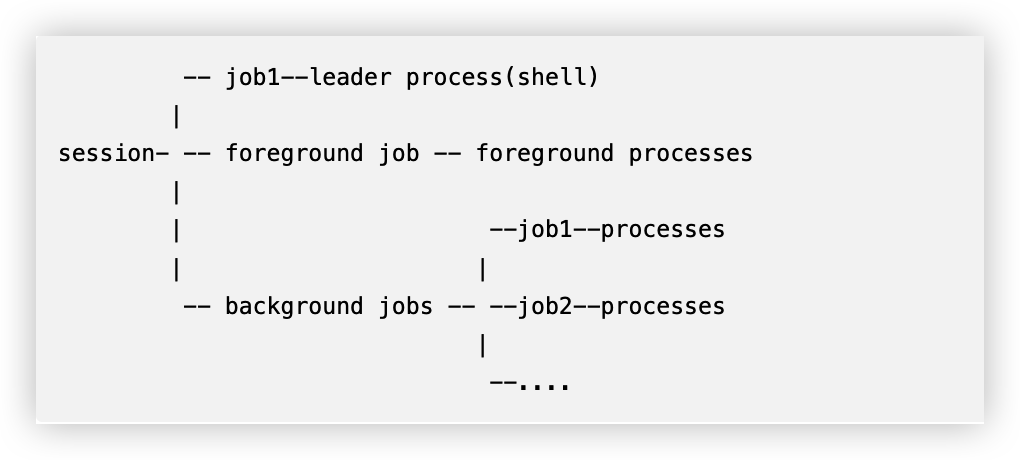 -- job1--leader process(shell)
|
session- -- foreground job -- foreground processes
|
| --job1--processes
| |
-- background jobs -- --job2--processes
|
--....